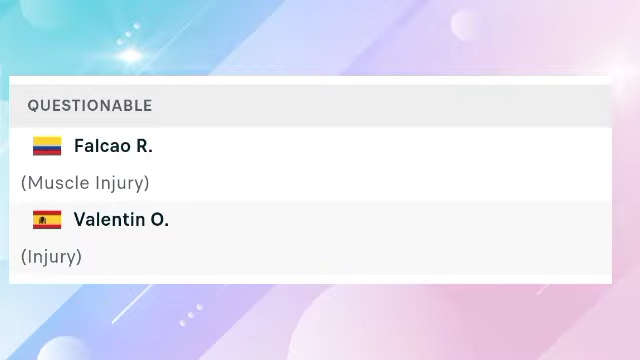 QUESTIONABLE
Falcao R.
(Muscle Injury)
Valentin O.
(Injury)